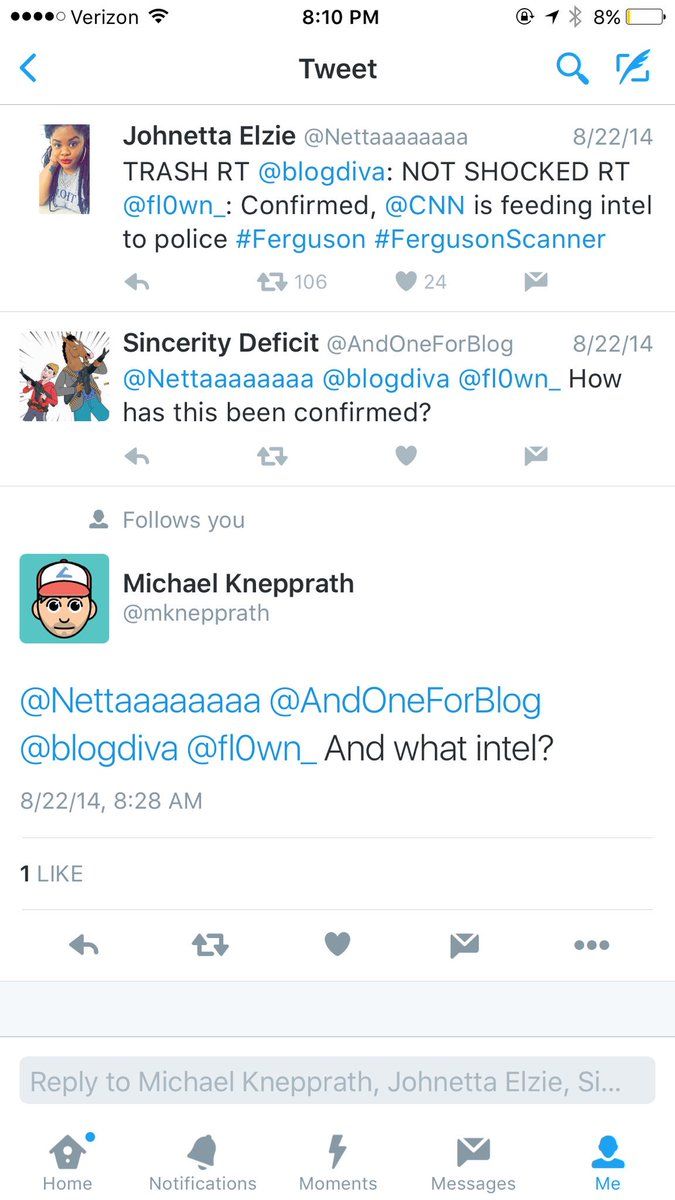 Verizon 8:10 PM 8%
Tweet
Johnetta Elzie @Nettaaaaaaaa 8/22/14
TRASH RT @blogdiva: NOT SHOCKED RT
@fl0wn_: Confirmed, @CNN is feeding intel
to police #Ferguson #FergusonScanner
106 24
Sincerity Deficit @AndOneForBlog 8/22/14
@Nettaaaaaaaa @blogdiva @fl0wn_ How
has this been confirmed?
Follows you
Michael Knepprath
@mknepprath
@Nettaaaaaaaa @AndOneForBlog
@blogdiva @fl0wn_ And what intel?
8/22/14, 8:28 AM
1 LIKE
Reply to Michael Knepprath, Johnetta Elzie, Si...
Home Notifications Moments Messages Me